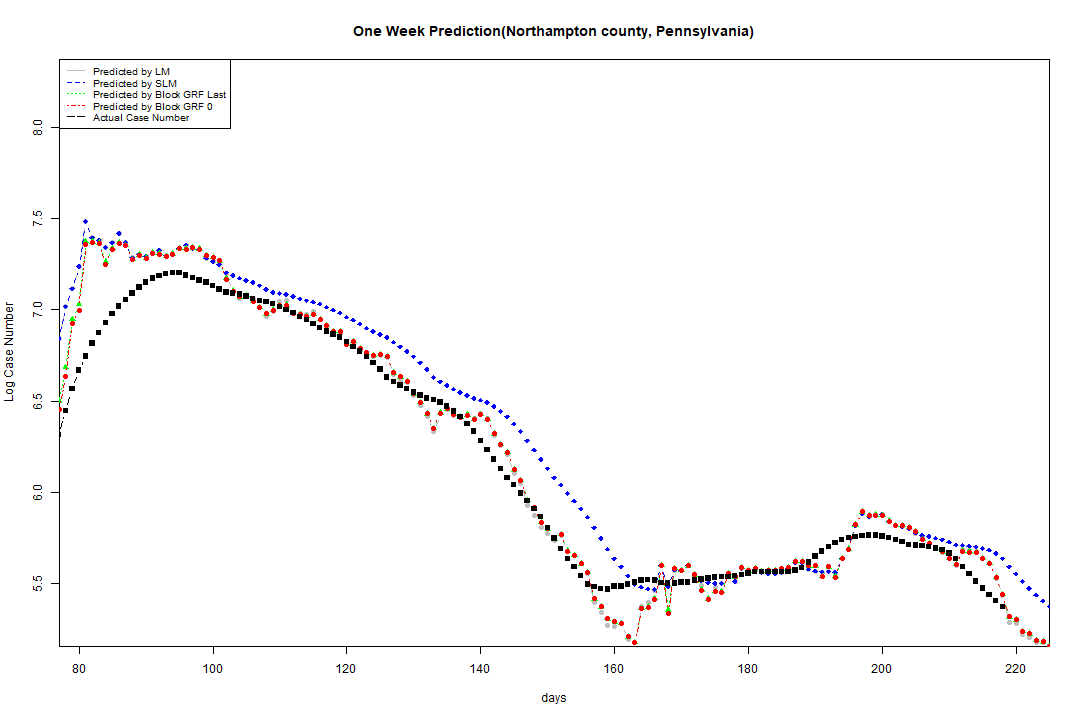 One Week Prediction(Northampton county, Pennsylvania)
Predicted by LM
Predicted by SLM
Predicted by Block GRF Last
Predicted by Block GRF 0
Actual Case Number
8.0
7.5
7.0
6.5
6.0
5.5
Log Case Number
80 100 120 140 160 180 200 220
days